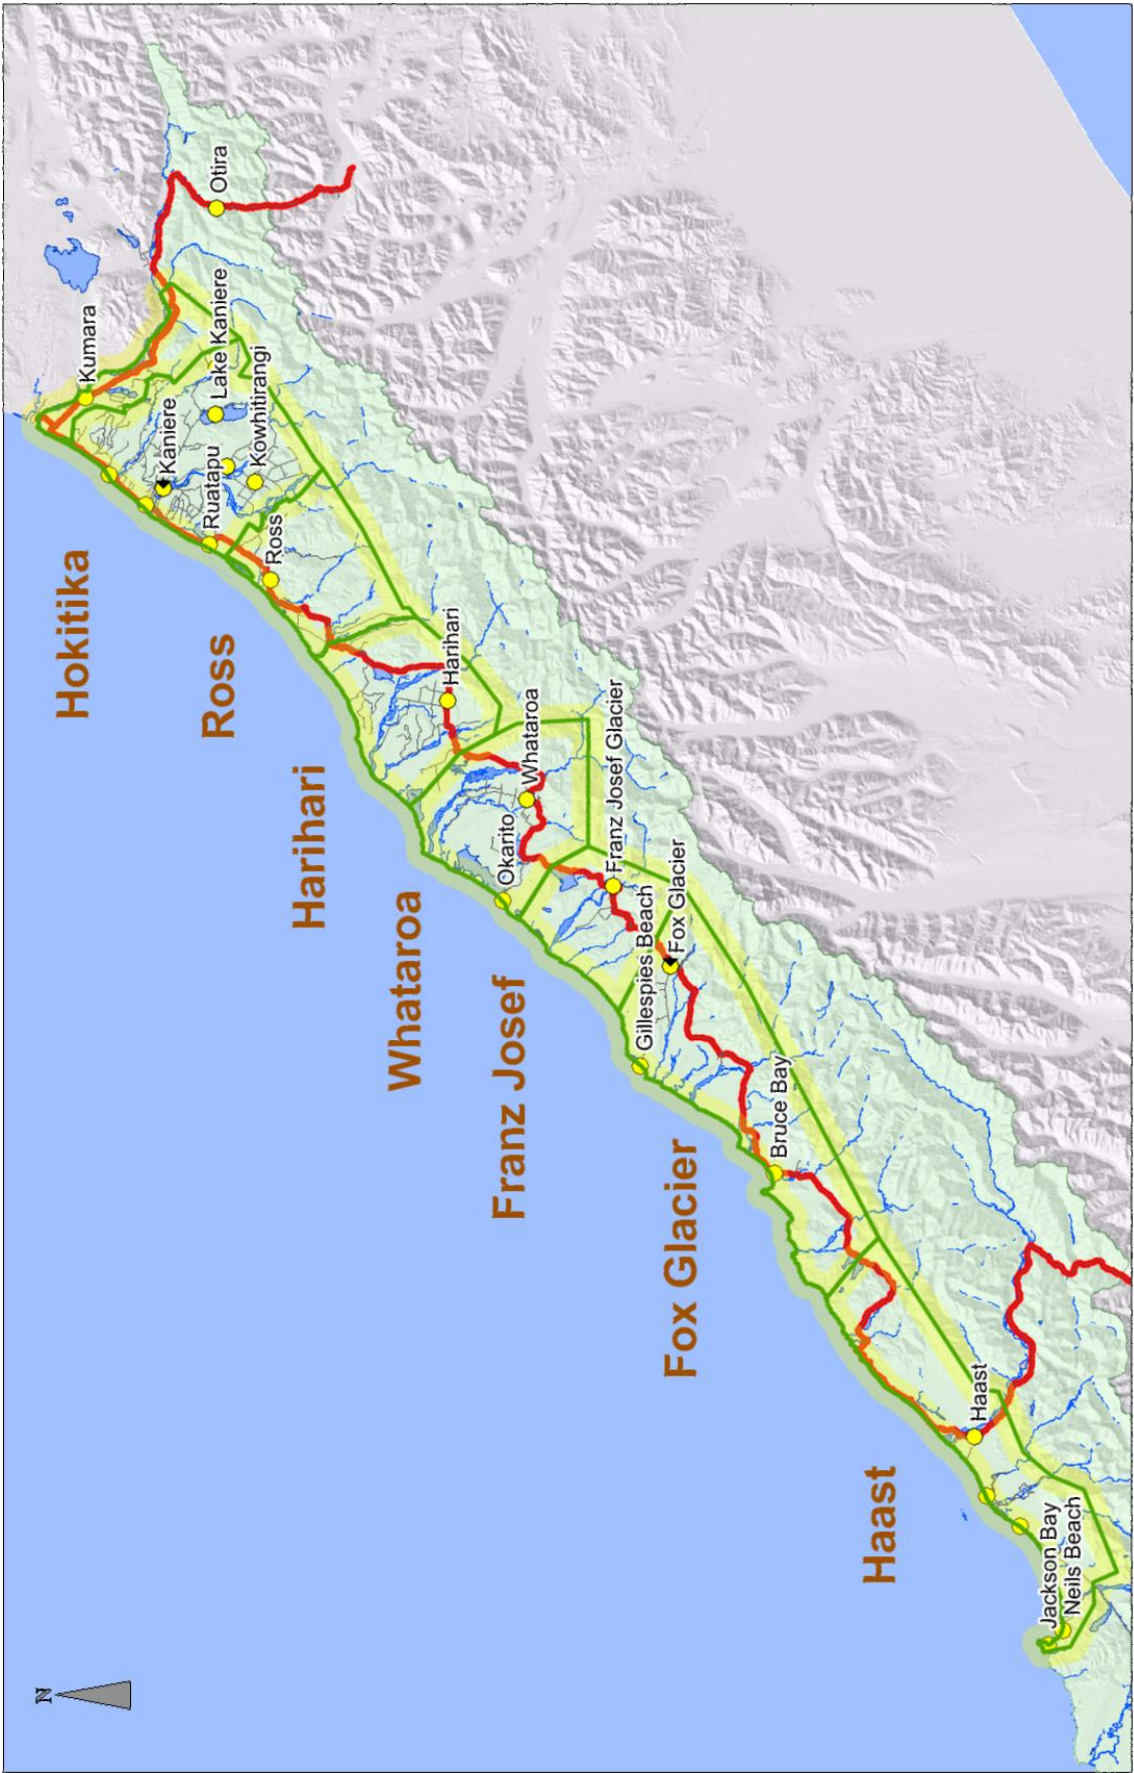 N
Hokitika
Ross
Harihari
Whataroa
Franz Josef
Fox Glacier
Haast
Kumara
Otira
Kaniere
Lake Kaniere
Kowhitirangi
Ruatapu
Ross
Harihari
Whataroa
Okarito
Franz Josef Glacier
Fox Glacier
Gillespies Beach
Bruce Bay
Haast
Jackson Bay
Neils Beach